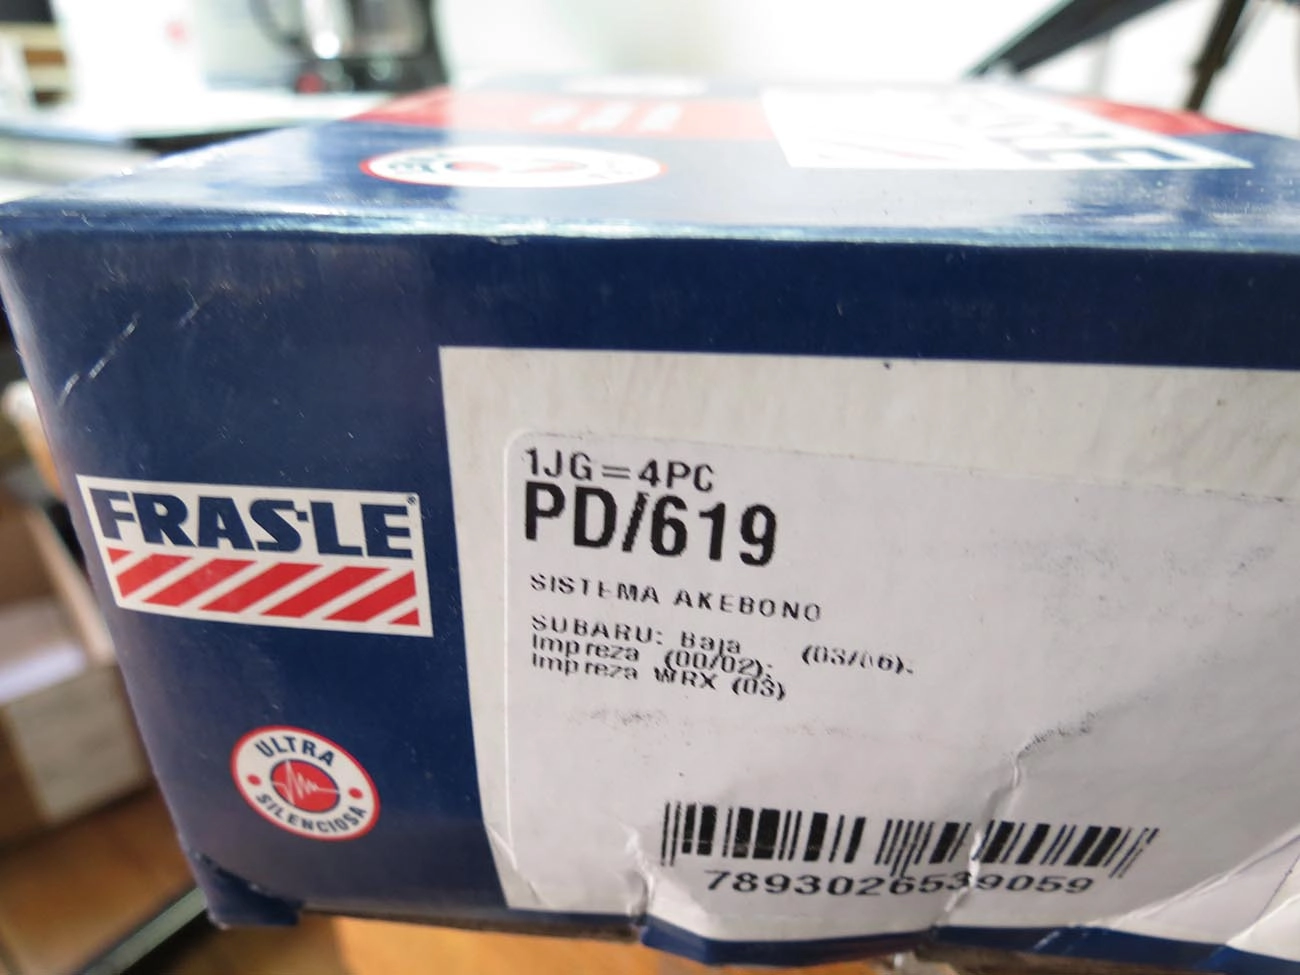 FRAS-LE®
ULTRA
SILENCIOSA
1JG=4PC
PD/619
SISTEMA AKEBONO
SUBARU: Baja (03/06);
Impreza (00/02);
Impreza WRX (03)
7893026539059